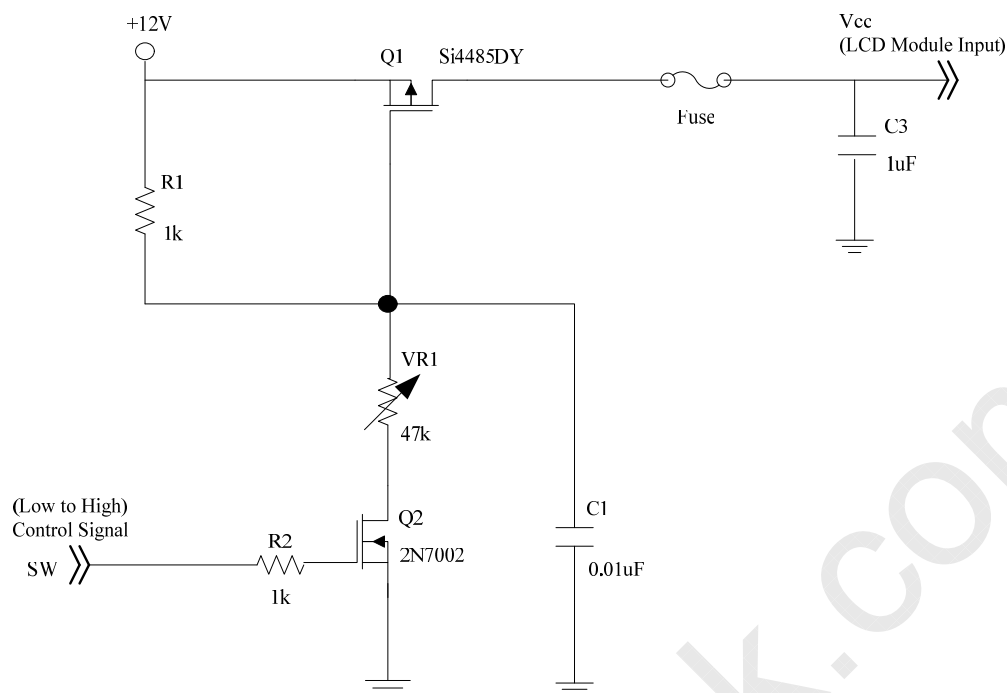 +12V
Vcc
(LCD Module Input)
Q1
Si4485DY
Fuse
C3
1uF
R1
1k
VR1
47k
(Low to High)
Control Signal
SW
R2
1k
Q2
2N7002
C1
0.01uF
k.com